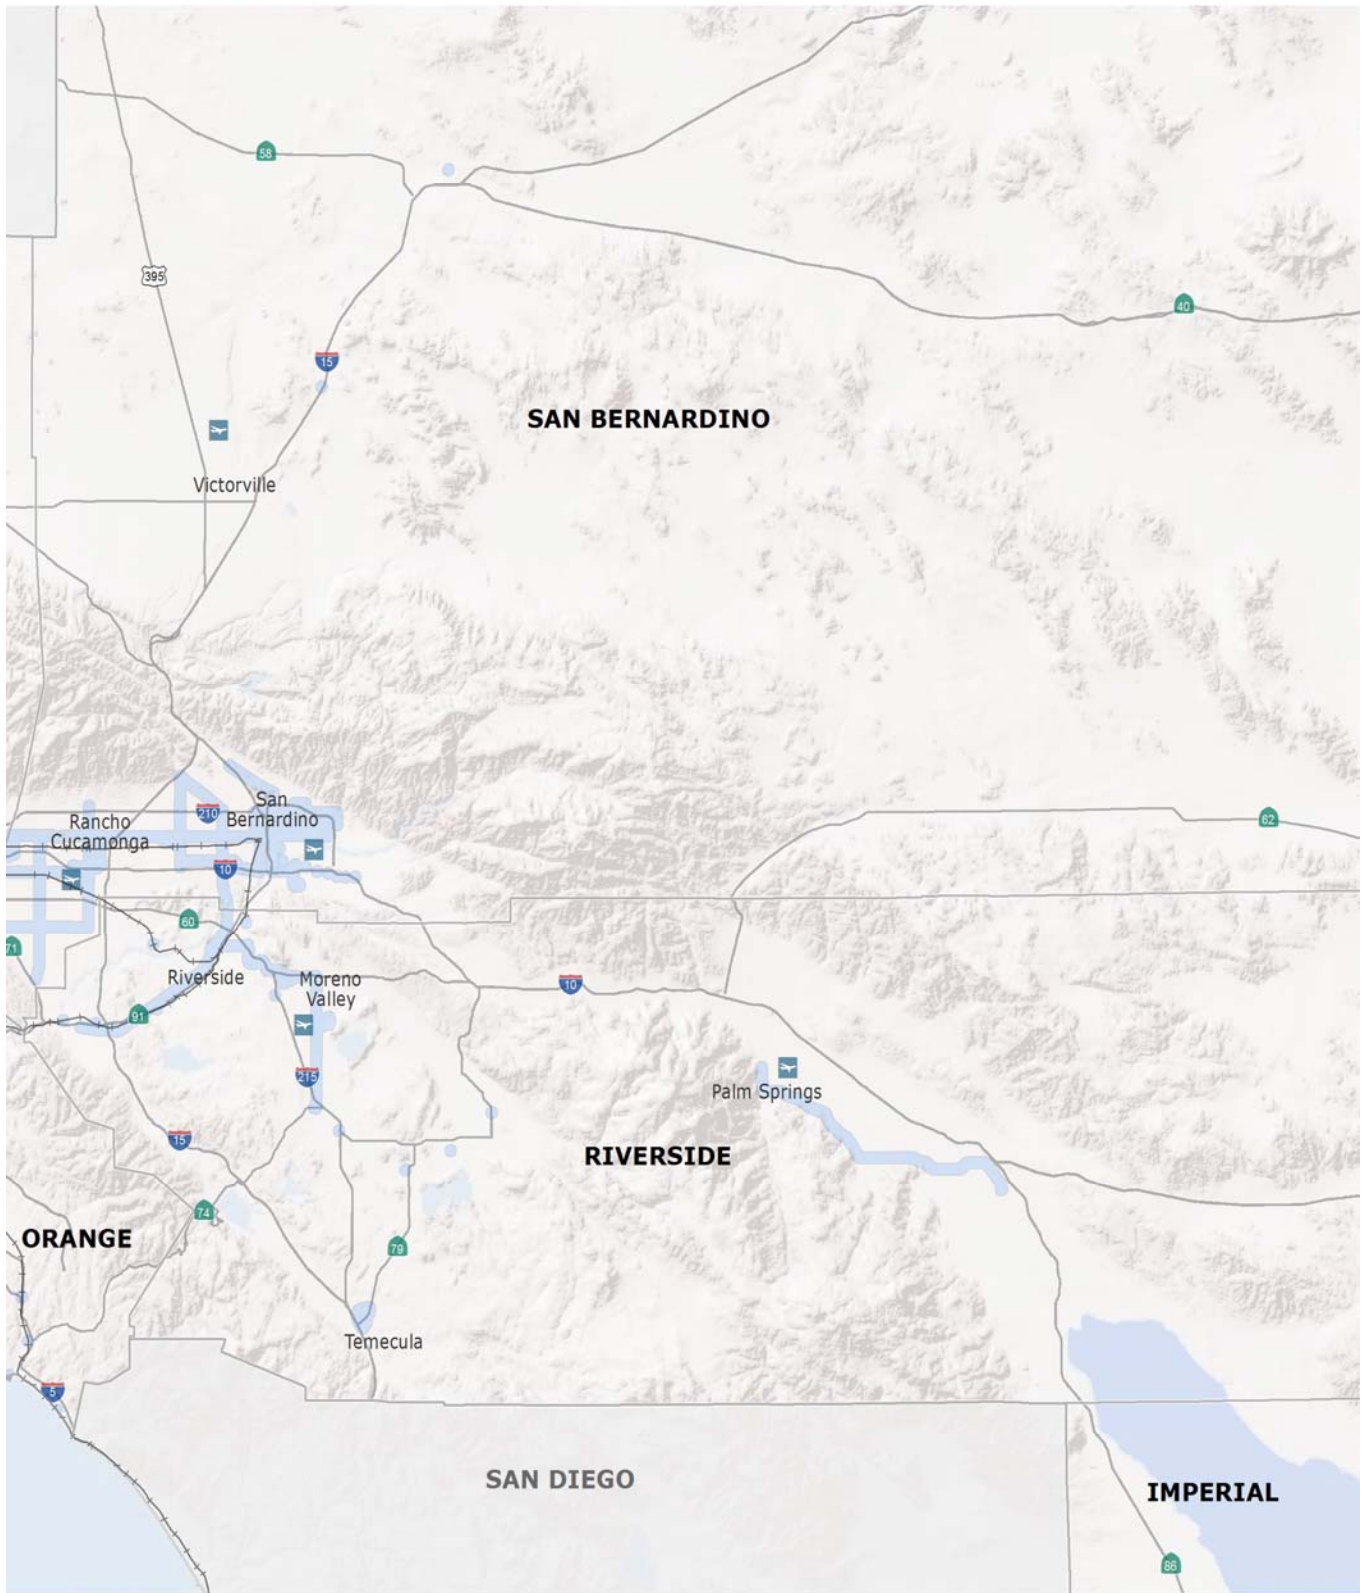 58
395
40
15
SAN BERNARDINO
Victorville
San
Bernardino
210
Rancho
Cucamonga
62
10
60
71
Riverside
Moreno
Valley
10
91
215
Palm Springs
15
RIVERSIDE
74
ORANGE
79
Temecula
5
SAN DIEGO
IMPERIAL
86